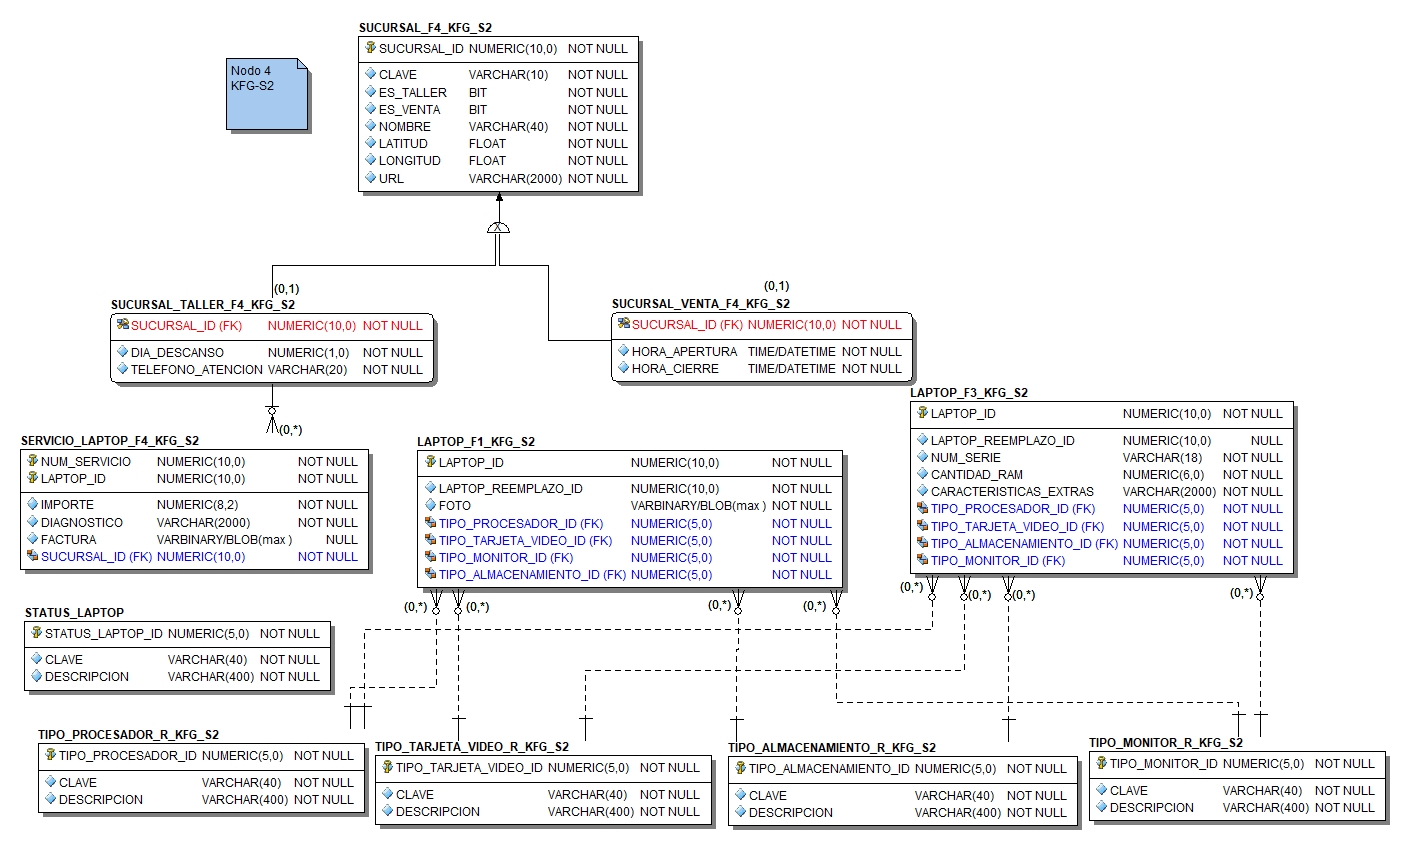 Nodo 4
KFG-S2
SUCURSAL_F4_KFG_S2
SUCURSAL_ID NUMERIC(10,0) NOT NULL
CLAVE VARCHAR(10) NOT NULL
ES_TALLER BIT NOT NULL
ES_VENTA BIT NOT NULL
NOMBRE VARCHAR(40) NOT NULL
LATITUD FLOAT NOT NULL
LONGITUD FLOAT NOT NULL
URL VARCHAR(2000) NOT NULL
X
(0,1)
SUCURSAL_TALLER_F4_KFG_S2
SUCURSAL_ID (FK) NUMERIC(10,0) NOT NULL
DIA_DESCANSO NUMERIC(1,0) NOT NULL
TELEFONO_ATENCION VARCHAR(20) NOT NULL
(0,*)
(0,1)
SUCURSAL_VENTA_F4_KFG_S2
SUCURSAL_ID (FK) NUMERIC(10,0) NOT NULL
HORA_APERTURA TIME/DATETIME NOT NULL
HORA_CIERRE TIME/DATETIME NOT NULL
SERVICIO_LAPTOP_F4_KFG_S2
NUM_SERVICIO NUMERIC(10,0) NOT NULL
LAPTOP_ID NUMERIC(10,0) NOT NULL
IMPORTE NUMERIC(8,2) NOT NULL
DIAGNOSTICO VARCHAR(2000) NOT NULL
FACTURA VARBINARY/BLOB(max ) NULL
SUCURSAL_ID (FK) NUMERIC(10,0) NOT NULL
LAPTOP_F1_KFG_S2
LAPTOP_ID NUMERIC(10,0) NOT NULL
LAPTOP_REEMPLAZO_ID NUMERIC(10,0) NOT NULL
FOTO VARBINARY/BLOB(max ) NOT NULL
TIPO_PROCESADOR_ID (FK) NUMERIC(5,0) NOT NULL
TIPO_TARJETA_VIDEO_ID (FK) NUMERIC(5,0) NOT NULL
TIPO_MONITOR_ID (FK) NUMERIC(5,0) NOT NULL
TIPO_ALMACENAMIENTO_ID (FK) NUMERIC(5,0) NOT NULL
(0,*) (0,*) (0,*) (0,*)
LAPTOP_F3_KFG_S2
LAPTOP_ID NUMERIC(10,0) NOT NULL
LAPTOP_REEMPLAZO_ID NUMERIC(10,0) NULL
NUM_SERIE VARCHAR(18) NOT NULL
CANTIDAD_RAM NUMERIC(6,0) NOT NULL
CARACTERISTICAS_EXTRAS VARCHAR(2000) NOT NULL
TIPO_PROCESADOR_ID (FK) NUMERIC(5,0) NOT NULL
TIPO_TARJETA_VIDEO_ID (FK) NUMERIC(5,0) NOT NULL
TIPO_ALMACENAMIENTO_ID (FK) NUMERIC(5,0) NOT NULL
TIPO_MONITOR_ID (FK) NUMERIC(5,0) NOT NULL
(0,*) (0,*) (0,*) (0,*)
STATUS_LAPTOP
STATUS_LAPTOP_ID NUMERIC(5,0) NOT NULL
CLAVE VARCHAR(40) NOT NULL
DESCRIPCION VARCHAR(400) NOT NULL
TIPO_PROCESADOR_R_KFG_S2
TIPO_PROCESADOR_ID NUMERIC(5,0) NOT NULL
CLAVE VARCHAR(40) NOT NULL
DESCRIPCION VARCHAR(400) NOT NULL
TIPO_TARJETA_VIDEO_R_KFG_S2
TIPO_TARJETA_VIDEO_ID NUMERIC(5,0) NOT NULL
CLAVE VARCHAR(40) NOT NULL
DESCRIPCION VARCHAR(400) NOT NULL
TIPO_ALMACENAMIENTO_R_KFG_S2
TIPO_ALMACENAMIENTO_ID NUMERIC(5,0) NOT NULL
CLAVE VARCHAR(40) NOT NULL
DESCRIPCION VARCHAR(400) NOT NULL
TIPO_MONITOR_R_KFG_S2
TIPO_MONITOR_ID NUMERIC(5,0) NOT NULL
CLAVE VARCHAR(40) NOT NULL
DESCRIPCION VARCHAR(400) NOT NULL